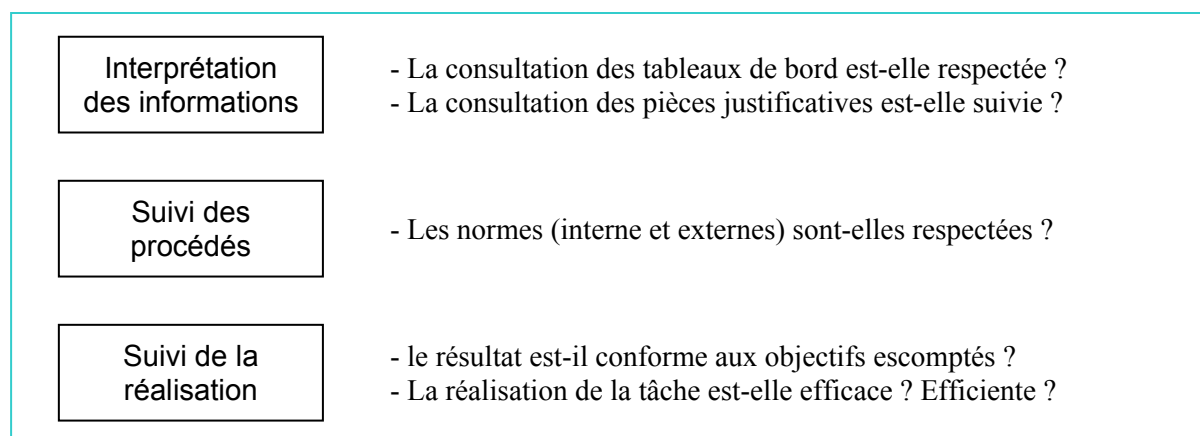 Interprétation
des informations
- La consultation des tableaux de bord est-elle respectée ?
- La consultation des pièces justificatives est-elle suivie ?
Suivi des
procédés
- Les normes (interne et externes) sont-elles respectées ?
Suivi de la
réalisation
- le résultat est-il conforme aux objectifs escomptés ?
- La réalisation de la tâche est-elle efficace ? Efficiente ?